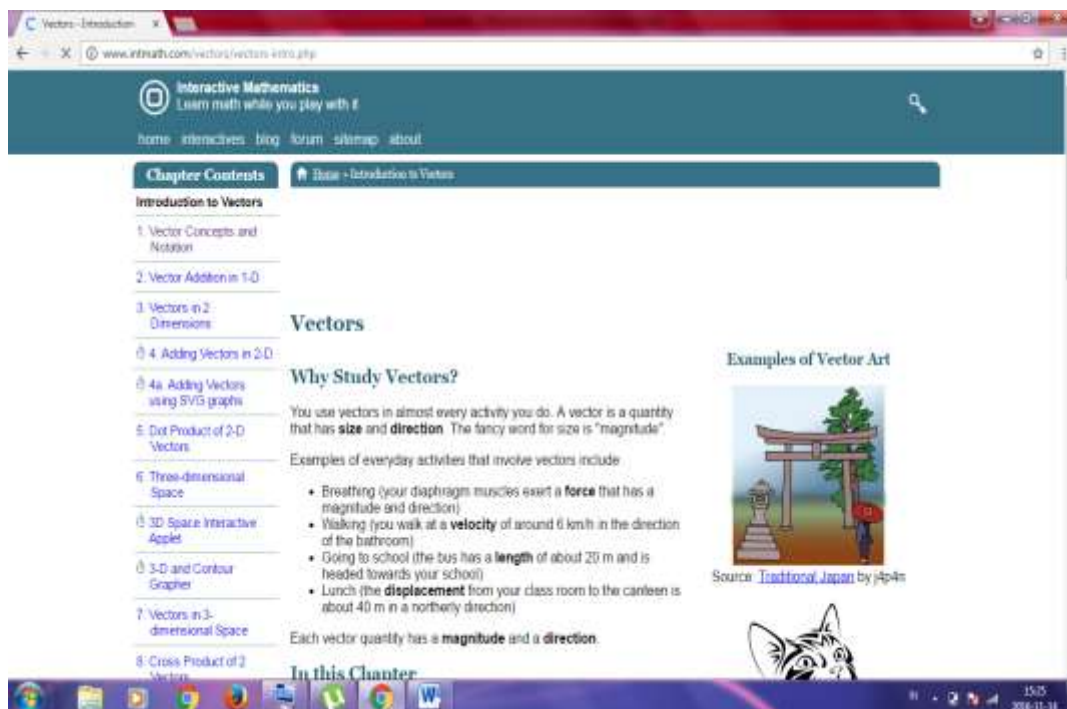 Vectors - Introduction
www.intmath.com/vectors/vectors-intro.php
Interactive Mathematics
Learn math while you play with it
home interactives blog forum sitemap about
Chapter Contents
Home » Introduction to Vectors
Introduction to Vectors
1. Vector Concepts and
Notation
2. Vector Addition in 1-D
3. Vectors in 2
Dimensions
4. Adding Vectors in 2-D
4a. Adding Vectors
using SVG graphs
5. Dot Product of 2-D
Vectors
6. Three-dimensional
Space
3D Space Interactive
Applet
3-D and Contour
Grapher
7. Vectors in 3-
dimensional Space
8. Cross Product of 2
Vectors
Vectors
Why Study Vectors?
You use vectors in almost every activity you do. A vector is a quantity
that has size and direction. The fancy word for size is "magnitude".
Examples of everyday activities that involve vectors include:
• Breathing (your diaphragm muscles exert a force that has a
magnitude and direction)
• Walking (you walk at a velocity of around 6 km/h in the direction
of the bathroom)
• Going to school (the bus has a length of about 20 m and is
headed towards your school)
• Lunch (the displacement from your class room to the canteen is
about 40 m in a northerly direction)
Each vector quantity has a magnitude and a direction.
In this Chapter
Examples of Vector Art
Source: Traditional Japan by j4p4n
IN
15:25